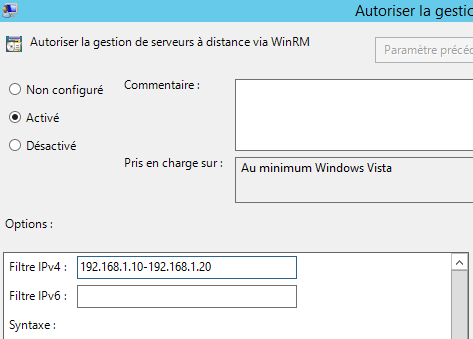 Autoriser la gestio
Autoriser la gestion de serveurs à distance via WinRM
Paramètre précéd
Non configuré
Commentaire :
Activé
Désactivé
Pris en charge sur :
Au minimum Windows Vista
Options :
Filtre IPv4 :
192.168.1.10-192.168.1.20
Filtre IPv6 :
Syntaxe :